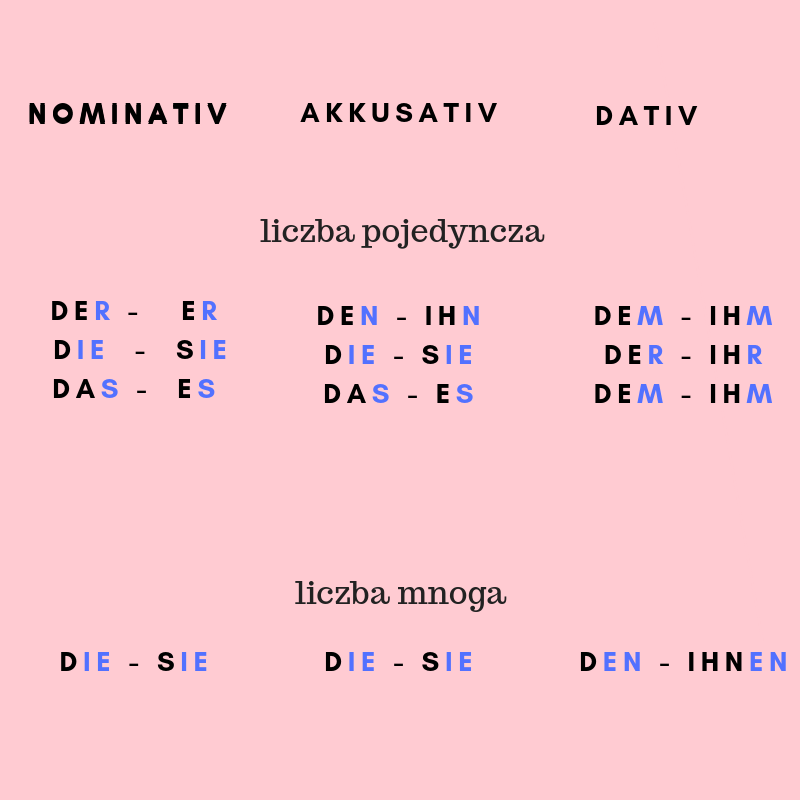 NOMINATIV AKKUSATIV DATIV
liczba pojedyncza
DER - ER DEN - IHN DEM - IHM
DIE - SIE DIE - SIE DER - IHR
DAS - ES DAS - ES DEM - IHM
liczba mnoga
DIE - SIE DIE - SIE DEN - IHNEN